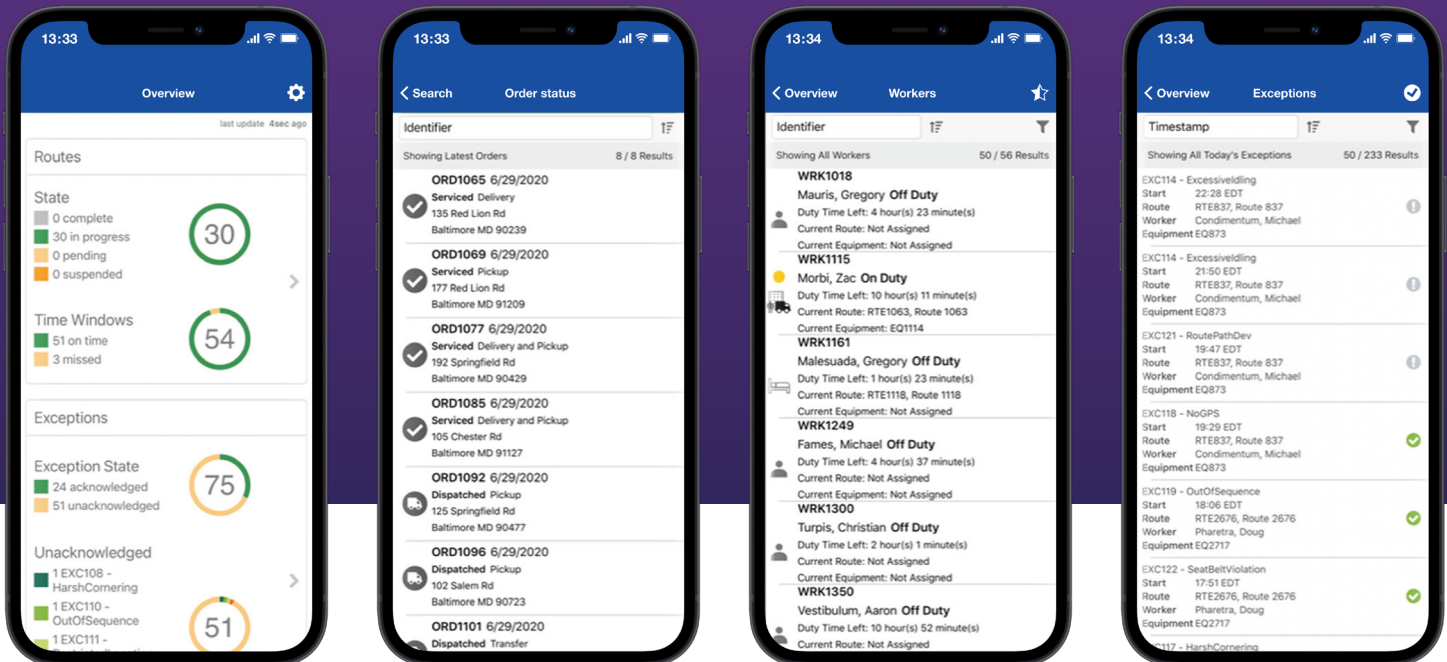 13:33
Overview
last update 4sec ago
Routes
State
0 complete
30 in progress
0 pending
0 suspended
30
Time Windows
51 on time
3 missed
54
Exceptions
Exception State
24 acknowledged
51 unacknowledged
75
Unacknowledged
1 EXC108 -
HarshCornering
1 EXC110 -
OutOfSequence
1 EXC111 -
51
13:33
Search
Order status
Identifier
Showing Latest Orders 8 / 8 Results
ORD1065 6/29/2020
Serviced Delivery
135 Red Lion Rd
Baltimore MD 90239
ORD1069 6/29/2020
Serviced Pickup
177 Red Lion Rd
Baltimore MD 91209
ORD1077 6/29/2020
Serviced Delivery and Pickup
192 Springfield Rd
Baltimore MD 90429
ORD1085 6/29/2020
Serviced Delivery and Pickup
105 Chester Rd
Baltimore MD 91127
ORD1092 6/29/2020
Dispatched Pickup
125 Springfield Rd
Baltimore MD 90477
ORD1096 6/29/2020
Dispatched Pickup
102 Salem Rd
Baltimore MD 90723
ORD1101 6/29/2020
Dispatched Transfer
13:34
Overview
Workers
Identifier
Showing All Workers 50 / 56 Results
WRK1018
Mauris, Gregory Off Duty
Duty Time Left: 4 hour(s) 23 minute(s)
Current Route: Not Assigned
Current Equipment: Not Assigned
WRK1115
Morbi, Zac On Duty
Duty Time Left: 10 hour(s) 11 minute(s)
Current Route: RTE1063, Route 1063
Current Equipment: EQ1114
WRK1161
Malesuada, Gregory Off Duty
Duty Time Left: 1 hour(s) 23 minute(s)
Current Route: RTE1118, Route 1118
Current Equipment: Not Assigned
WRK1249
Fames, Michael Off Duty
Duty Time Left: 4 hour(s) 37 minute(s)
Current Route: Not Assigned
Current Equipment: Not Assigned
WRK1300
Turpis, Christian Off Duty
Duty Time Left: 2 hour(s) 1 minute(s)
Current Route: Not Assigned
Current Equipment: Not Assigned
WRK1350
Vestibulum, Aaron Off Duty
Duty Time Left: 10 hour(s) 52 minute(s)
Current Route: Not Assigned
13:34
Overview
Exceptions
Timestamp
Showing All Today's Exceptions 50 / 233 Results
EXC114 - ExcessiveIdling
Start 22:28 EDT
Route RTE837, Route 837
Worker Condimentum, Michael
Equipment EQ873
EXC114 - ExcessiveIdling
Start 21:50 EDT
Route RTE837, Route 837
Worker Condimentum, Michael
Equipment EQ873
EXC121 - RoutePathDev
Start 19:47 EDT
Route RTE837, Route 837
Worker Condimentum, Michael
Equipment EQ873
EXC118 - NoGPS
Start 19:29 EDT
Route RTE837, Route 837
Worker Condimentum, Michael
Equipment EQ873
EXC119 - OutOfSequence
Start 18:06 EDT
Route RTE2676, Route 2676
Worker Pharetra, Doug
Equipment EQ2717
EXC122 - SeatBeltViolation
Start 17:51 EDT
Route RTE2676, Route 2676
Worker Pharetra, Doug
Equipment EQ2717
EXC117 - HarshCornering